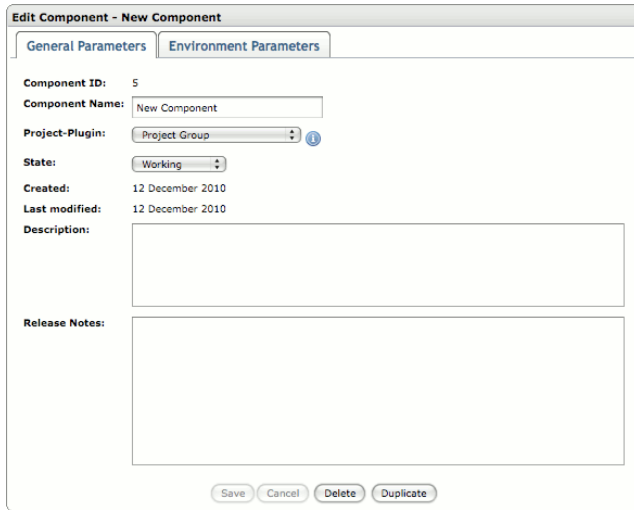 Edit Component - New Component
General Parameters Environment Parameters
Component ID: 5
Component Name: New Component
Project-Plugin: Project Group
State: Working
Created: 12 December 2010
Last modified: 12 December 2010
Description:
Release Notes:
Save Cancel Delete Duplicate